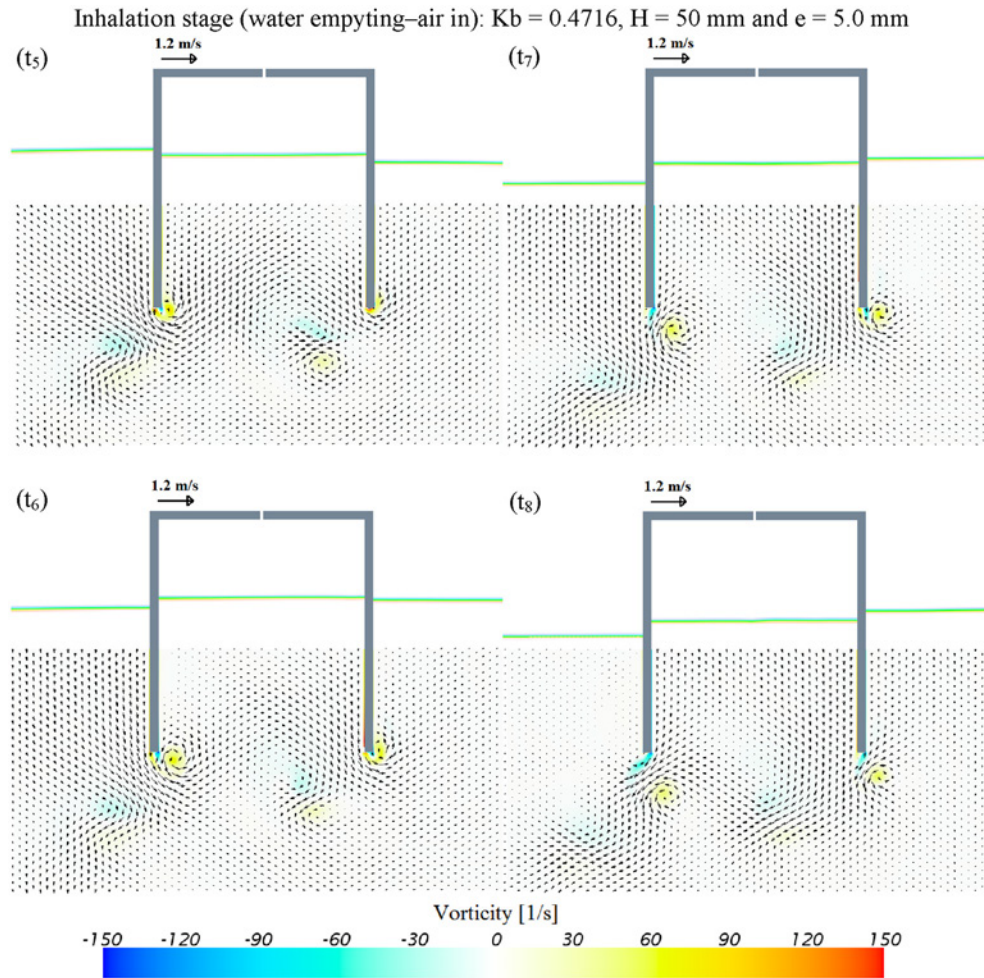 Inhalation stage (water empyting–air in): Kb = 0.4716, H = 50 mm and e = 5.0 mm
(t5) 1.2 m/s
(t7) 1.2 m/s
(t6) 1.2 m/s
(t8) 1.2 m/s
Vorticity [1/s]
-150 -120 -90 -30 0 30 60 90 120 150